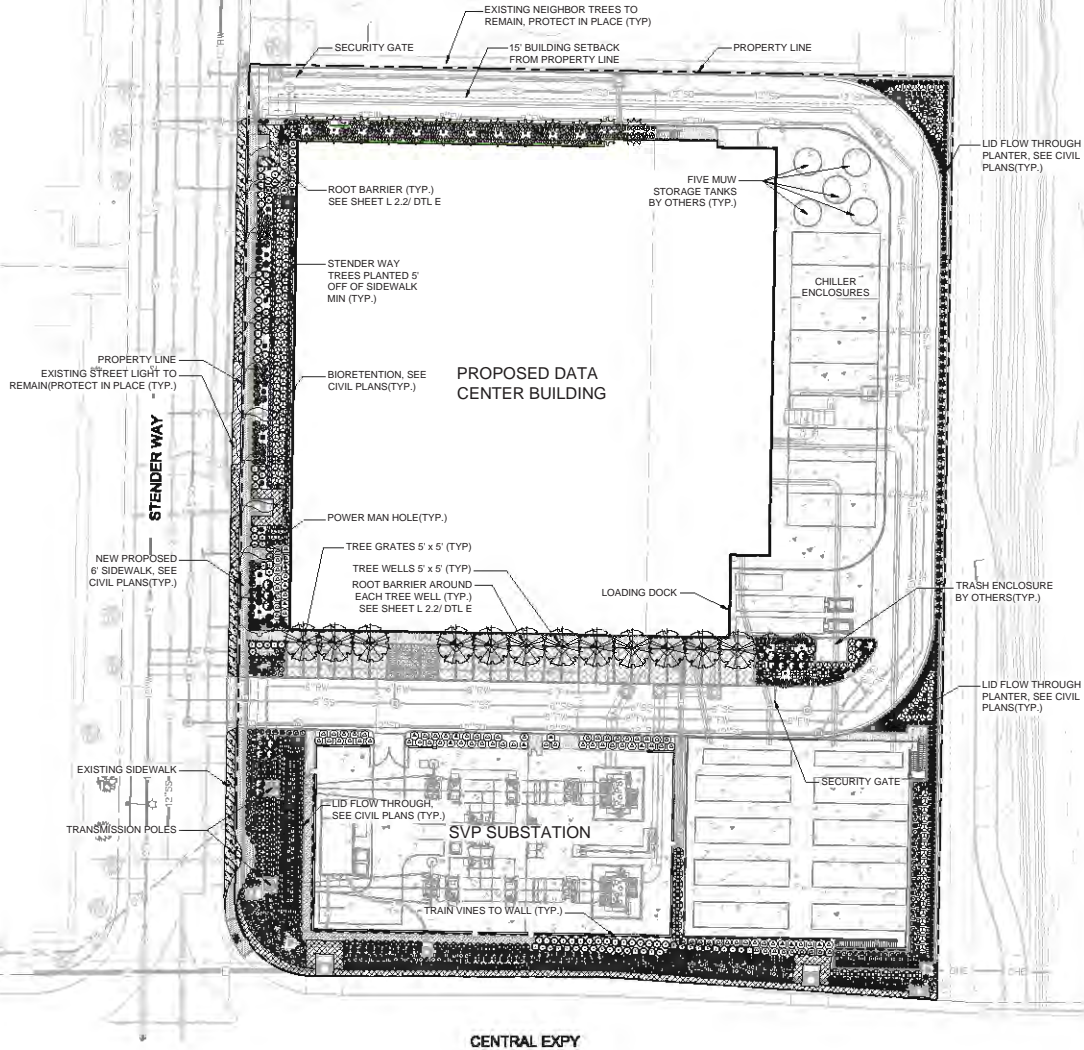 EXISTING NEIGHBOR TREES TO
REMAIN, PROTECT IN PLACE (TYP)
SECURITY GATE
15' BUILDING SETBACK
FROM PROPERTY LINE
PROPERTY LINE
LID FLOW THROUGH
PLANTER, SEE CIVIL
PLANS(TYP.)
ROOT BARRIER (TYP.)
SEE SHEET L 2.2/ DTL E
FIVE MUW
STORAGE TANKS
BY OTHERS (TYP.)
STENDER WAY
TREES PLANTED 5'
OFF OF SIDEWALK
MIN (TYP.)
CHILLER
ENCLOSURES
PROPERTY LINE
EXISTING STREET LIGHT TO
REMAIN(PROTECT IN PLACE (TYP.)
BIORETENTION, SEE
CIVIL PLANS(TYP.)
PROPOSED DATA
CENTER BUILDING
STENDER WAY
POWER MAN HOLE(TYP.)
NEW PROPOSED
6' SIDEWALK, SEE
CIVIL PLANS(TYP.)
TREE GRATES 5' x 5' (TYP)
TREE WELLS 5' x 5' (TYP)
ROOT BARRIER AROUND
EACH TREE WELL (TYP.)
SEE SHEET L 2.2/ DTL E
LOADING DOCK
TRASH ENCLOSURE
BY OTHERS(TYP.)
LID FLOW THROUGH
PLANTER, SEE CIVIL
PLANS(TYP.)
EXISTING SIDEWALK
12"SS
SECURITY GATE
LID FLOW THROUGH,
SEE CIVIL PLANS (TYP.)
TRANSMISSION POLES
SVP SUBSTATION
TRAIN VINES TO WALL (TYP.)
CENTRAL EXPY